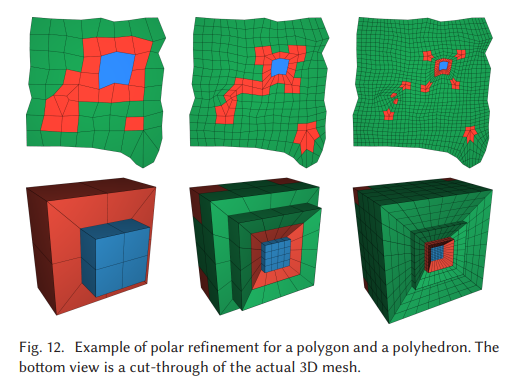 Fig. 12. Example of polar refinement for a polygon and a polyhedron. The
bottom view is a cut-through of the actual 3D mesh.